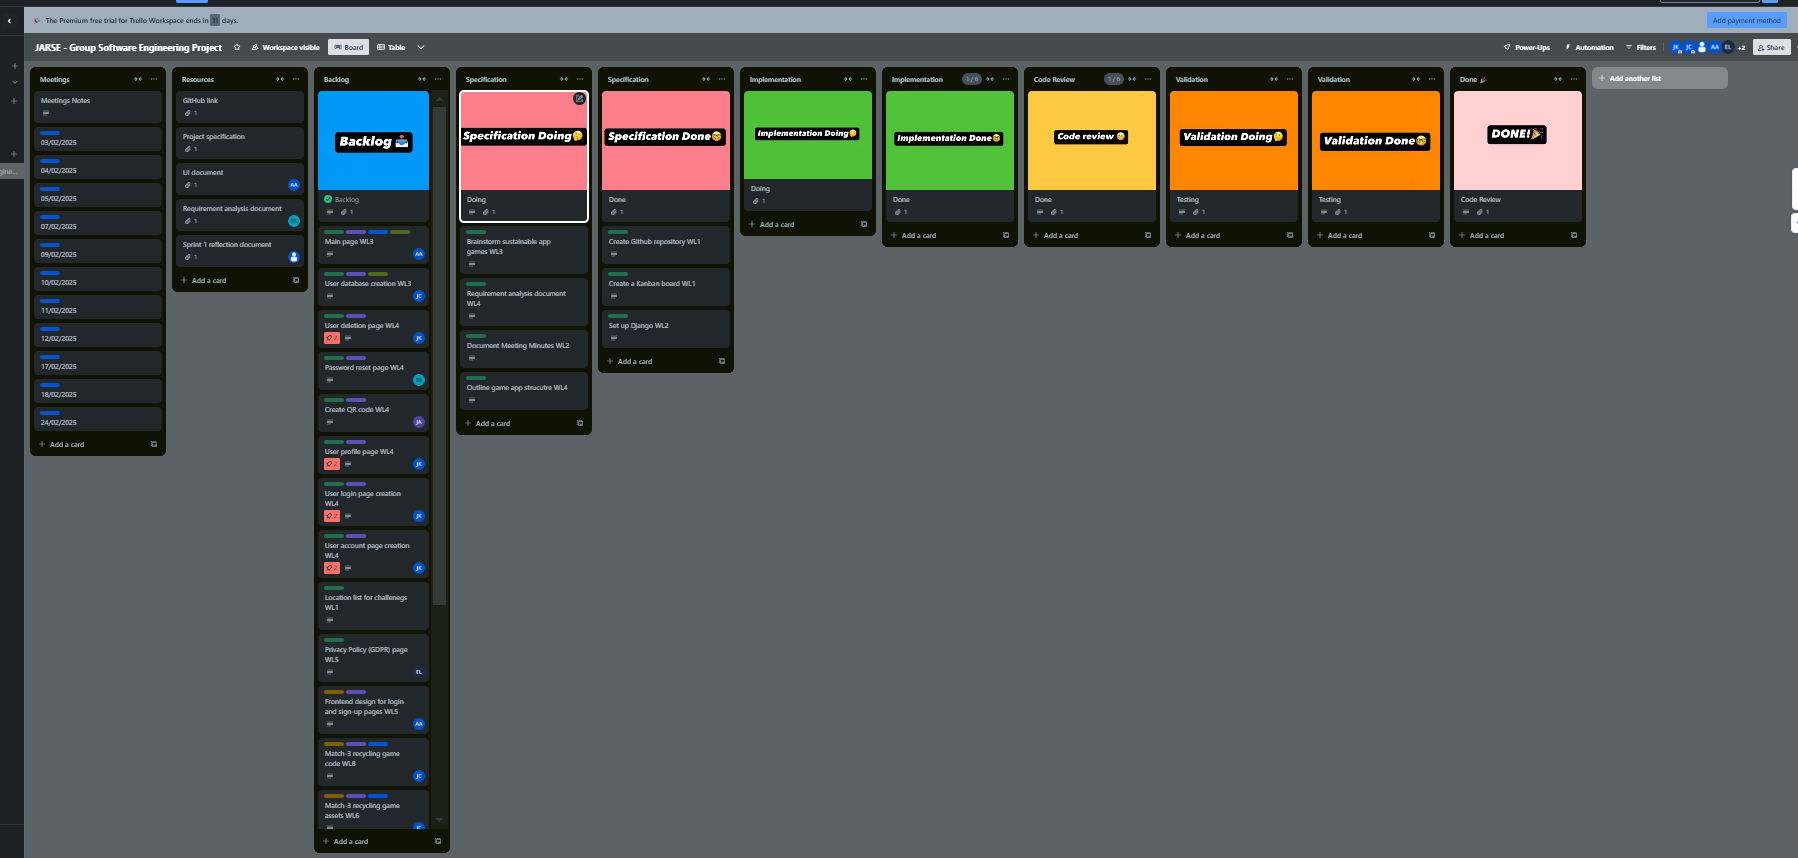 The Premium free trial for Trello Workspace ends in 11 days.
Add payment method
JARSE - Group Software Engineering Project
Workspace visible
Board
Table
Power-Ups
Automation
Filters
JK
JC
AA
EL
+2
Share
Meetings
Meetings Notes
03/02/2025
04/02/2025
05/02/2025
07/02/2025
09/02/2025
10/02/2025
11/02/2025
12/02/2025
17/02/2025
18/02/2025
24/02/2025
+ Add a card
Resources
GitHub link
1
Project specification
1
UI document
1
AA
Requirement analysis document
1
Sprint 1 reflection document
1
+ Add a card
Backlog
Backlog
Backlog
1
Main page WL3
AA
User database creation WL3
JC
User deletion page WL4
2
JK
Password reset page WL4
Create QR code WL4
JA
User profile page WL4
2
JK
User login page creation
WL4
2
JK
User account page creation
WL4
2
JK
Location list for challenegs
WL1
Privacy Policy (GDPR) page
WL5
EL
Frontend design for login
and sign-up pages WL5
AA
Match-3 recycling game
code WL8
JC
Match-3 recycling game
assets WL6
JC
+ Add a card
Specification
Specification Doing
Doing
1
Brainstorm sustainable app
games WL3
Requirement analysis document
WL4
Document Meeting Minutes WL2
Outline game app strucutre WL4
+ Add a card
Specification
Specification Done
Done
1
Create Github repository WL1
Create a Kanban board WL1
Set up Django WL2
+ Add a card
Implementation
Implementation Doing
Doing
1
+ Add a card
Implementation
1/6
Implementation Done
Done
1
+ Add a card
Code Review
1/6
Code review
Done
1
+ Add a card
Validation
Validation Doing
Testing
1
+ Add a card
Validation
Validation Done
Testing
1
+ Add a card
Done
DONE!
Code Review
1
+ Add a card
+ Add another list